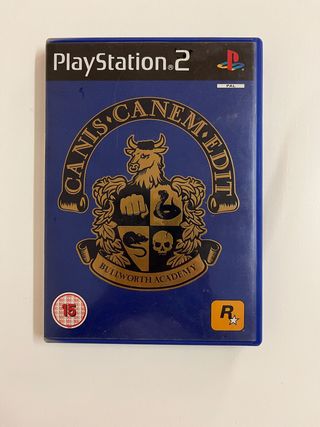 PlayStation®2
PAL
CANIS·CANEM·EDIT
BULLWORTH ACADEMY
15
R